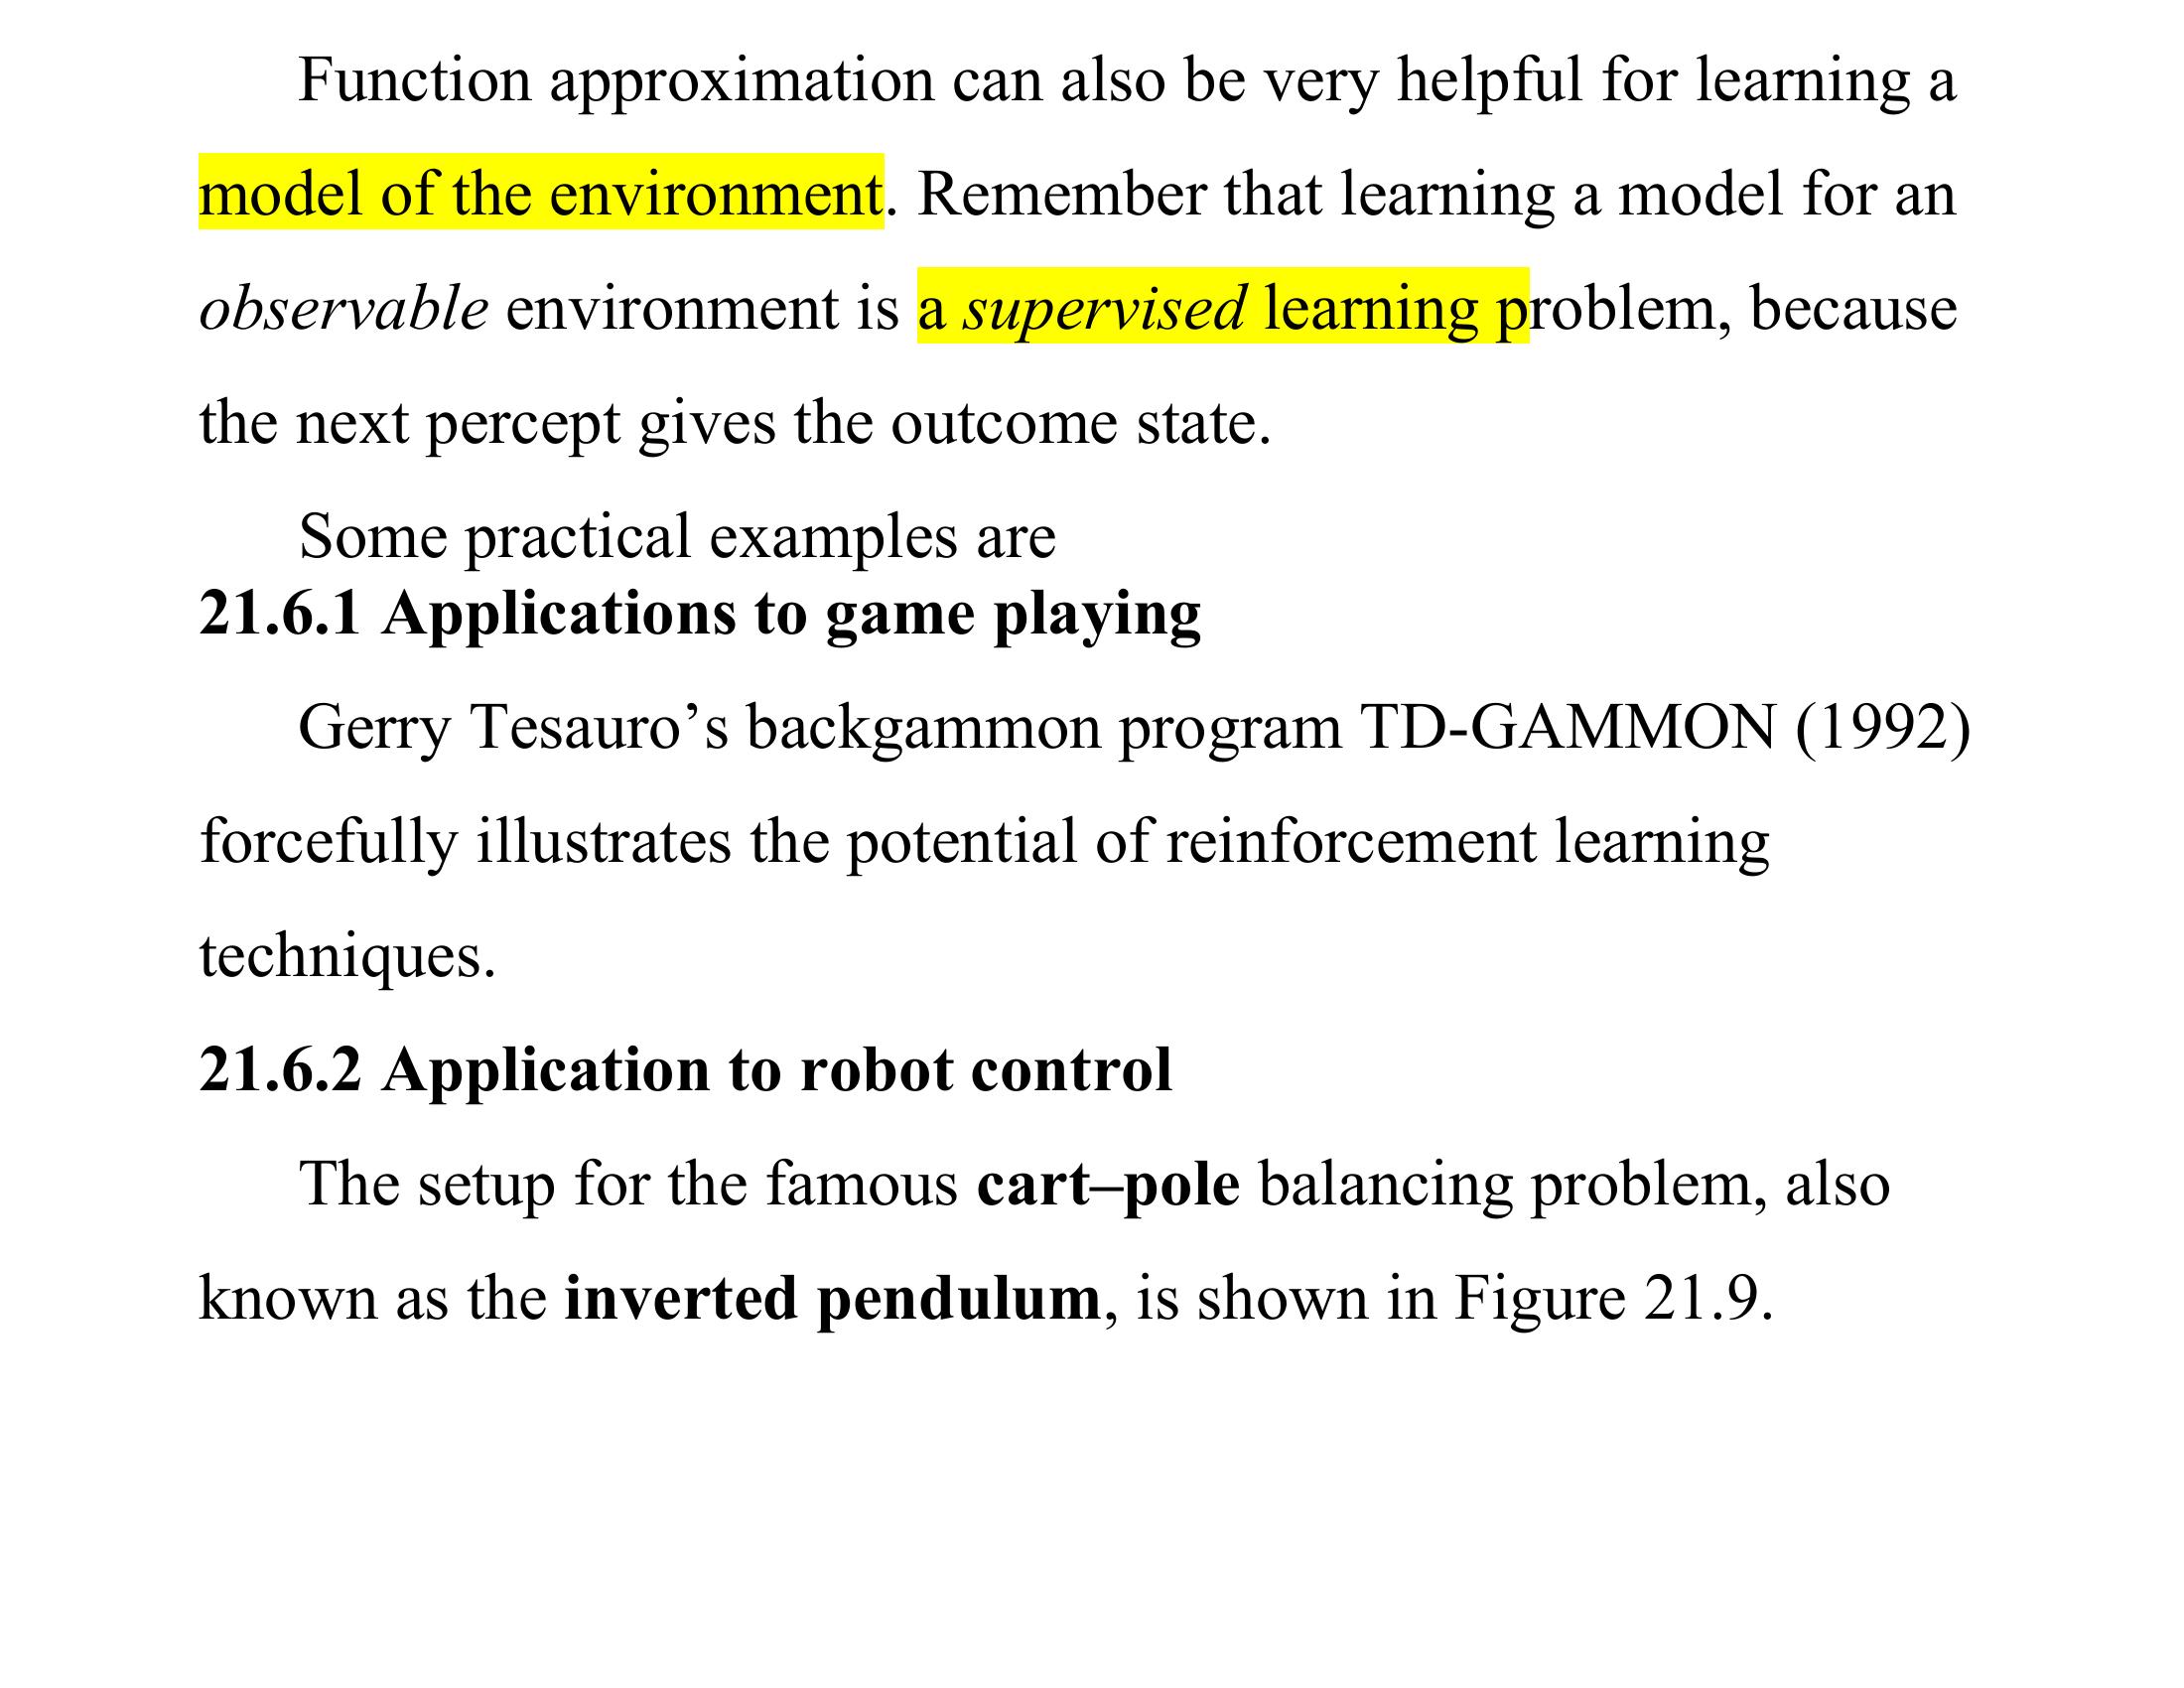 Function approximation can also be very helpful for learning a
model of the environment. Remember that learning a model for an
observable environment is a supervised learning problem, because
the next percept gives the outcome state.
Some practical examples are
21.6.1 Applications to game playing
Gerry Tesauro’s backgammon program TD-GAMMON (1992)
forcefully illustrates the potential of reinforcement learning
techniques.
21.6.2 Application to robot control
The setup for the famous cart–pole balancing problem, also
known as the inverted pendulum, is shown in Figure 21.9.